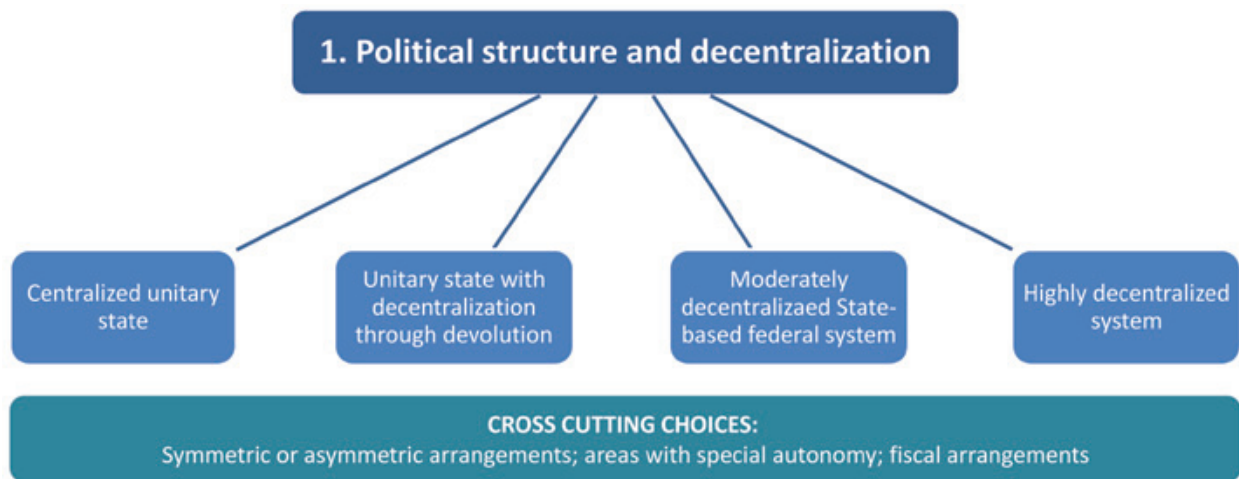 1. Political structure and decentralization
Centralized unitary
state
Unitary state with
decentralization
through devolution
Moderately
decentralizaed State-
based federal system
Highly decentralized
system
CROSS CUTTING CHOICES:
Symmetric or asymmetric arrangements; areas with special autonomy; fiscal arrangements